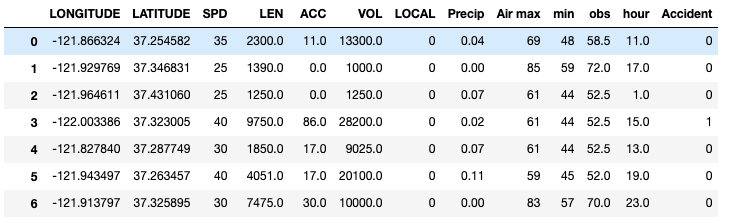 LONGITUDE LATITUDE SPD LEN ACC VOL LOCAL Precip Air max min obs hour Accident
0 -121.866324 37.254582 35 2300.0 11.0 13300.0 0 0.04 69 48 58.5 11.0 0
1 -121.929769 37.346831 25 1390.0 0.0 1000.0 0 0.00 85 59 72.0 17.0 0
2 -121.964611 37.431060 25 1250.0 0.0 1250.0 0 0.07 61 44 52.5 1.0 0
3 -122.003386 37.323005 40 9750.0 86.0 28200.0 0 0.02 61 44 52.5 15.0 1
4 -121.827840 37.287749 30 1850.0 17.0 9025.0 0 0.07 61 44 52.5 13.0 0
5 -121.943497 37.263457 40 4051.0 17.0 20100.0 0 0.11 59 45 52.0 19.0 0
6 -121.913797 37.325895 30 7475.0 30.0 10000.0 0 0.00 83 57 70.0 23.0 0